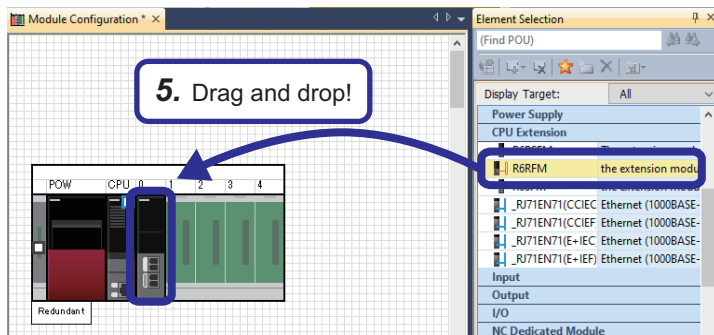 Module Configuration *
Element Selection
(Find POU)
5. Drag and drop!
Display Target: All
Power Supply
CPU Extension
R6RFM the extension modu
_RJ71EN71(CCIEC Ethernet (1000BASE-
_RJ71EN71(CCIEF) Ethernet (1000BASE-
_RJ71EN71(E+IEC Ethernet (1000BASE-
_RJ71EN71(E+IEF) Ethernet (1000BASE-
Input
Output
I/O
NC Dedicated Module
POW CPU 0 1 2 3 4
Redundant